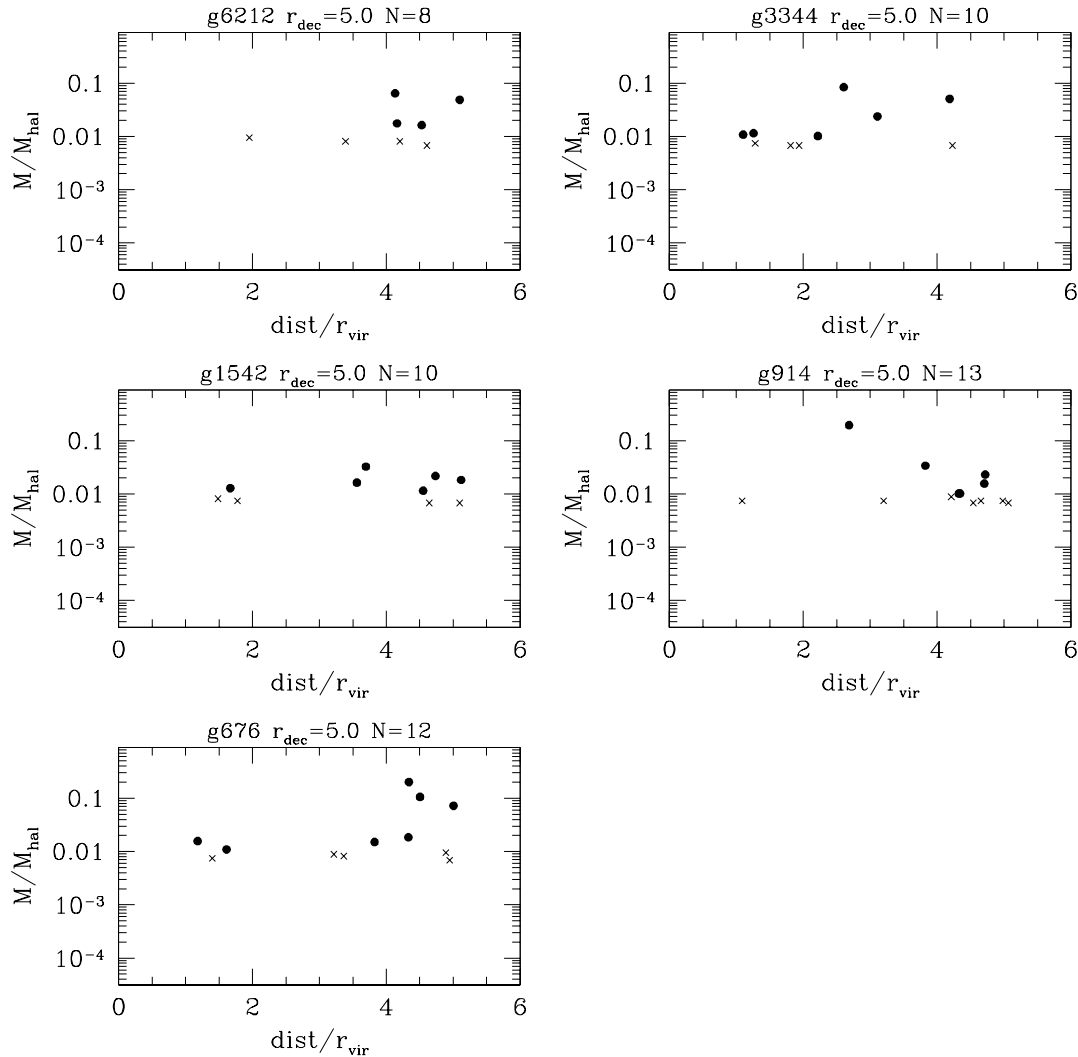 g6212 r_dec=5.0 N=8
M/M_hal
0.1
0.01
10^-3
10^-4
0 2 4 6
dist/r_vir
g3344 r_dec=5.0 N=10
M/M_hal
0.1
0.01
10^-3
10^-4
0 2 4 6
dist/r_vir
g1542 r_dec=5.0 N=10
M/M_hal
0.1
0.01
10^-3
10^-4
0 2 4 6
dist/r_vir
g914 r_dec=5.0 N=13
M/M_hal
0.1
0.01
10^-3
10^-4
0 2 4 6
dist/r_vir
g676 r_dec=5.0 N=12
M/M_hal
0.1
0.01
10^-3
10^-4
0 2 4 6
dist/r_vir